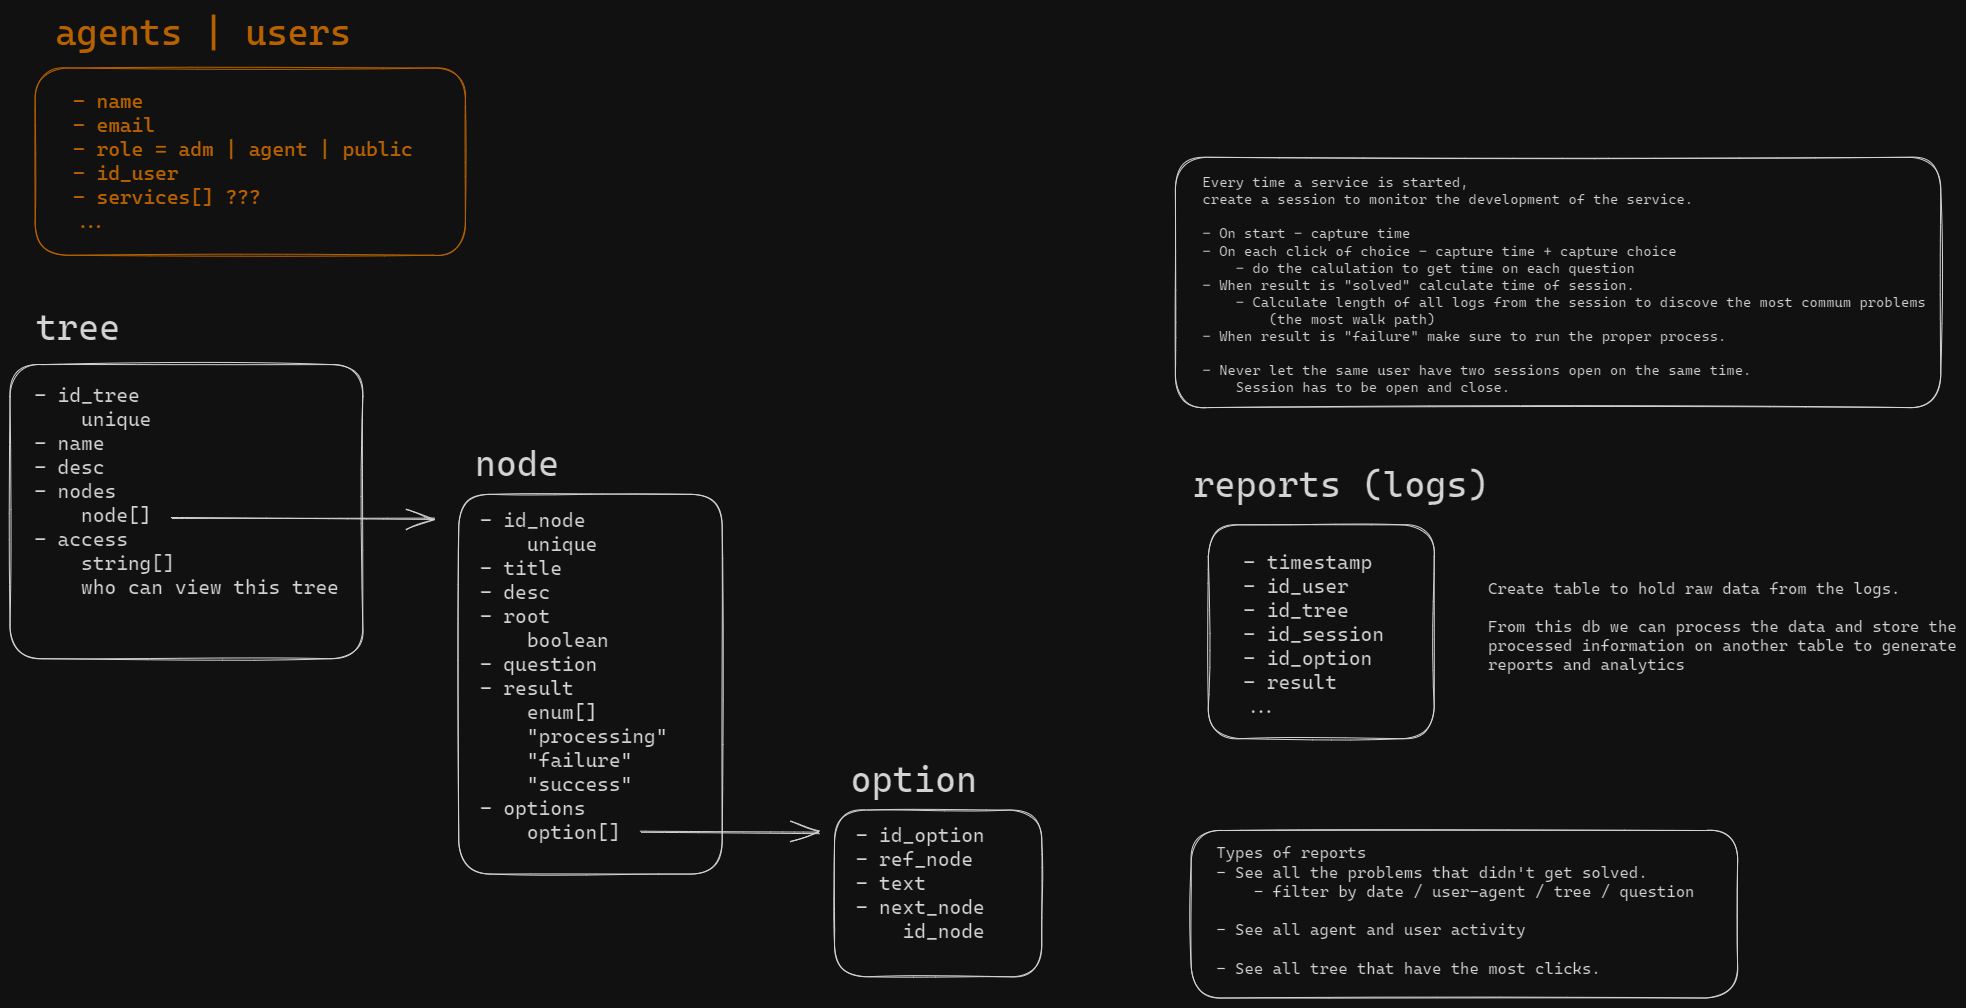 agents | users
- name
- email
- role = adm | agent | public
- id_user
- services[] ???
...
tree
- id_tree
unique
- name
- desc
- nodes
node[]
- access
string[]
who can view this tree
node
- id_node
unique
- title
- desc
- root
boolean
- question
- result
enum[]
"processing"
"failure"
"success"
- options
option[]
option
- id_option
- ref_node
- text
- next_node
id_node
Every time a service is started,
create a session to monitor the development of the service.
- On start - capture time
- On each click of choice - capture time + capture choice
- do the calulation to get time on each question
- When result is "solved" calculate time of session.
- Calculate length of all logs from the session to discove the most commum problems
(the most walk path)
- When result is "failure" make sure to run the proper process.
- Never let the same user have two sessions open on the same time.
Session has to be open and close.
reports (logs)
- timestamp
- id_user
- id_tree
- id_session
- id_option
- result
...
Create table to hold raw data from the logs.
From this db we can process the data and store the
processed information on another table to generate
reports and analytics
Types of reports
- See all the problems that didn't get solved.
- filter by date / user-agent / tree / question
- See all agent and user activity
- See all tree that have the most clicks.